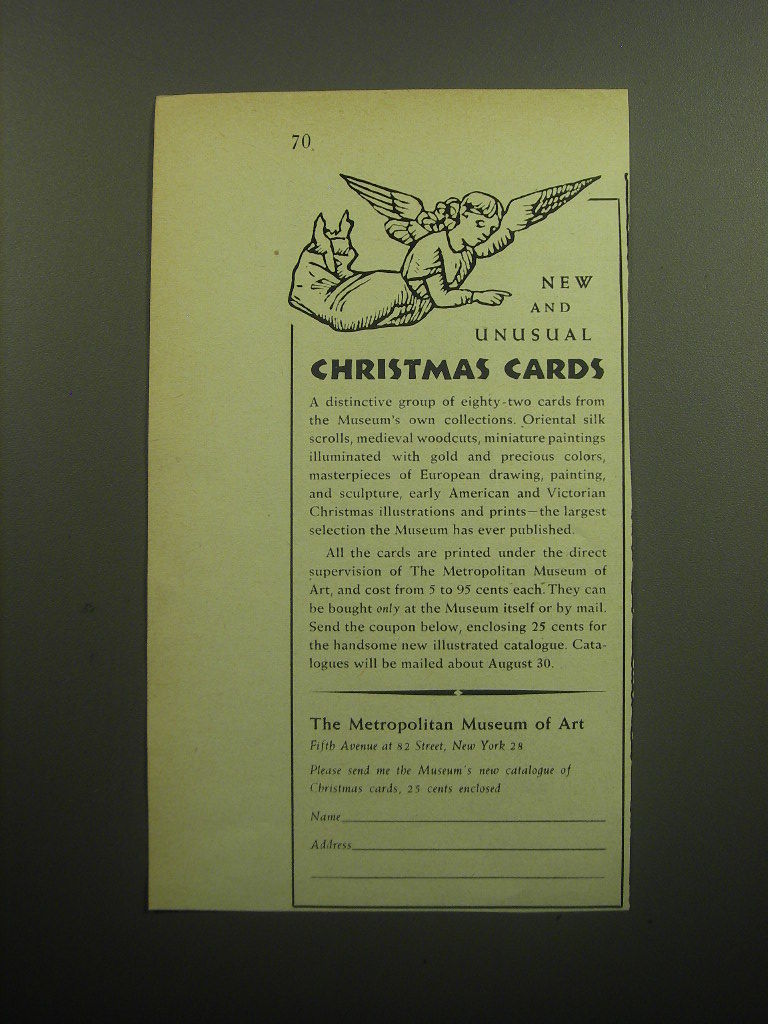 70
NEW
AND
UNUSUAL
CHRISTMAS CARDS
A distinctive group of eighty-two cards from
the Museum's own collections. Oriental silk
scrolls, medieval woodcuts, miniature paintings
illuminated with gold and precious colors,
masterpieces of European drawing, painting,
and sculpture, early American and Victorian
Christmas illustrations and prints—the largest
selection the Museum has ever published.
All the cards are printed under the direct
supervision of The Metropolitan Museum of
Art, and cost from 5 to 95 cents each. They can
be bought only at the Museum itself or by mail.
Send the coupon below, enclosing 25 cents for
the handsome new illustrated catalogue. Cata-
logues will be mailed about August 30.
The Metropolitan Museum of Art
Fifth Avenue at 82 Street, New York 28
Please send me the Museum's new catalogue of
Christmas cards, 25 cents enclosed
Name
Address